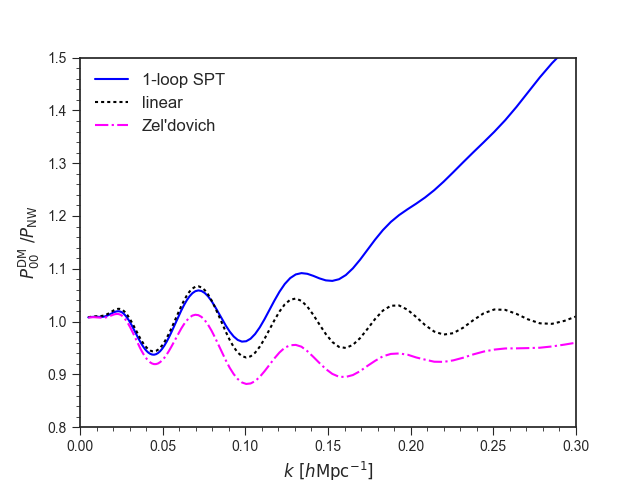 1.5
1.4
1.3
1.2
1.1
1.0
0.9
0.8
P₀₀ᴰᴹ /P_NW
1-loop SPT
linear
Zel'dovich
0.00 0.05 0.10 0.15 0.20 0.25 0.30
k [hMpc⁻¹]